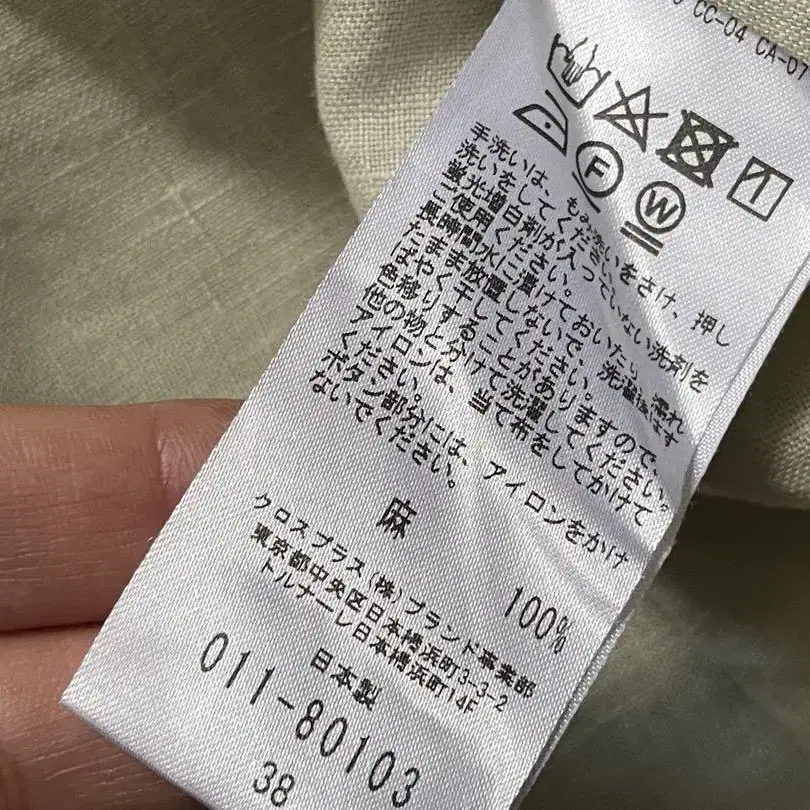 CC-04 CA-07
F
W
手洗いは、もみ洗いをさけ、押し
洗いをしてください。
蛍光増白剤が入っていない洗剤を
ご使用ください。
長時間水に漬けておいたり、濡れ
たまま放置しないで、洗濯後はす
ばやく干してください。
色移りすることがありますので、
他の物と分けて洗濯してください。
アイロンは、当て布をしてかけて
ください。
ボタン部分には、アイロンをかけ
ないでください。
麻 100%
クロスプラス(株)ブランド事業部
東京都中央区日本橋浜町3-3-2
トルナーレ日本橋浜町14F
日本製
011-80103
38